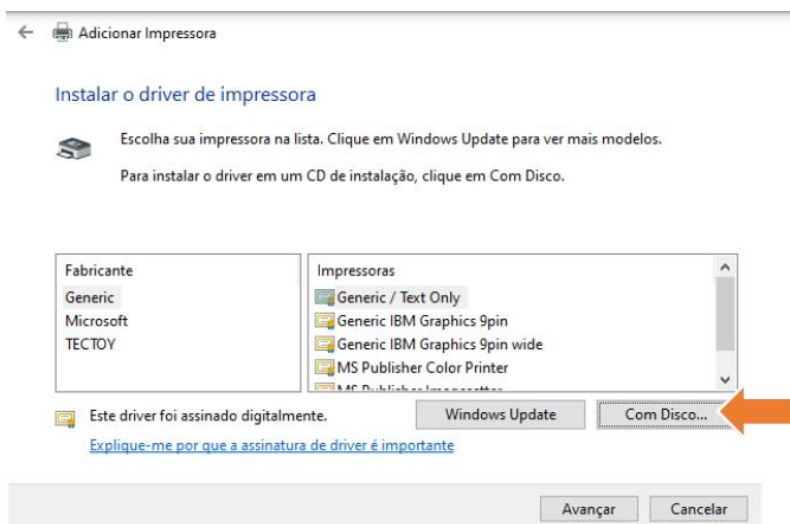 Adicionar Impressora
Instalar o driver de impressora
Escolha sua impressora na lista. Clique em Windows Update para ver mais modelos.
Para instalar o driver em um CD de instalação, clique em Com Disco.
Fabricante
Generic
Microsoft
TECTOY
Impressoras
Generic / Text Only
Generic IBM Graphics 9pin
Generic IBM Graphics 9pin wide
MS Publisher Color Printer
Este driver foi assinado digitalmente.
Windows Update
Com Disco...
Explique-me por que a assinatura de driver é importante
Avançar
Cancelar